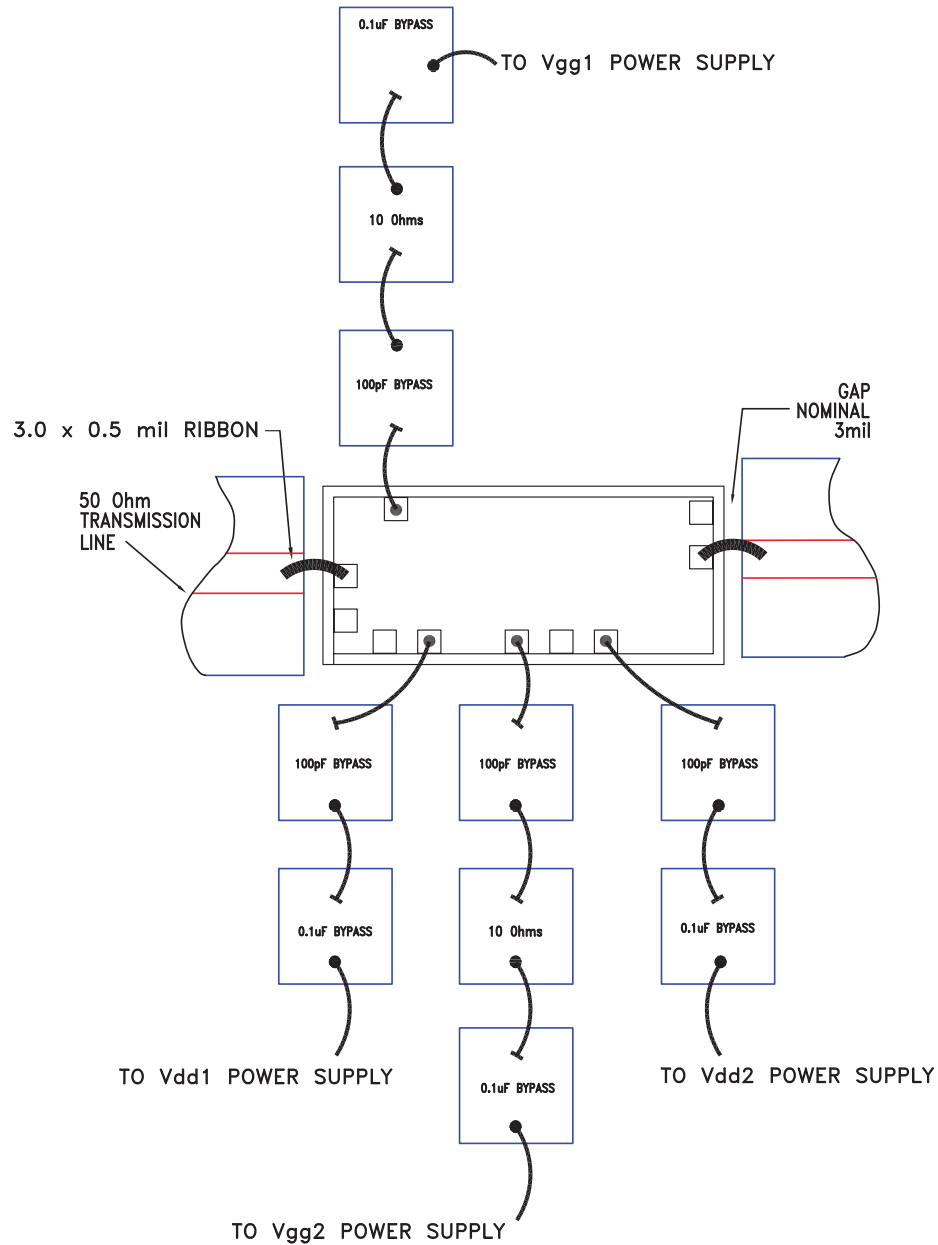 0.1uF BYPASS
TO Vgg1 POWER SUPPLY
10 Ohms
100pF BYPASS
GAP
NOMINAL
3mil
3.0 x 0.5 mil RIBBON
50 Ohm
TRANSMISSION
LINE
100pF BYPASS
100pF BYPASS
100pF BYPASS
0.1uF BYPASS
10 Ohms
0.1uF BYPASS
TO Vdd1 POWER SUPPLY
TO Vdd2 POWER SUPPLY
0.1uF BYPASS
TO Vgg2 POWER SUPPLY